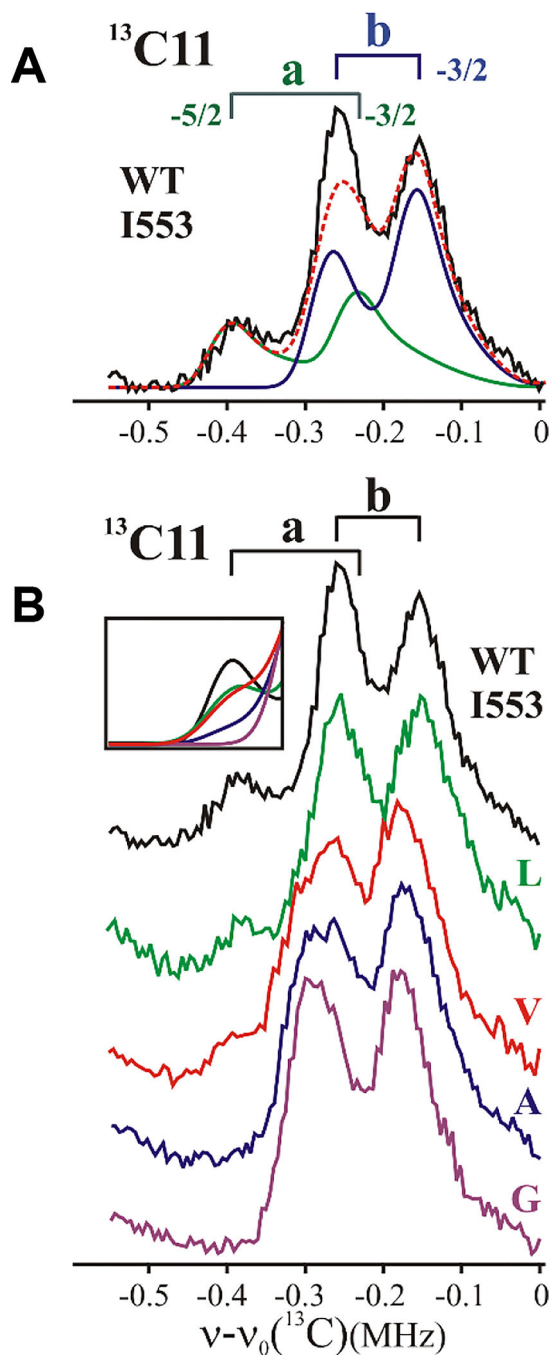 A
¹³C11
b
-3/2
a
-5/2
-3/2
WT
I553
-0.5 -0.4 -0.3 -0.2 -0.1 0
B
¹³C11
b
a
WT
I553
L
V
A
G
-0.5 -0.4 -0.3 -0.2 -0.1 0
ν-ν₀(¹³C)(MHz)